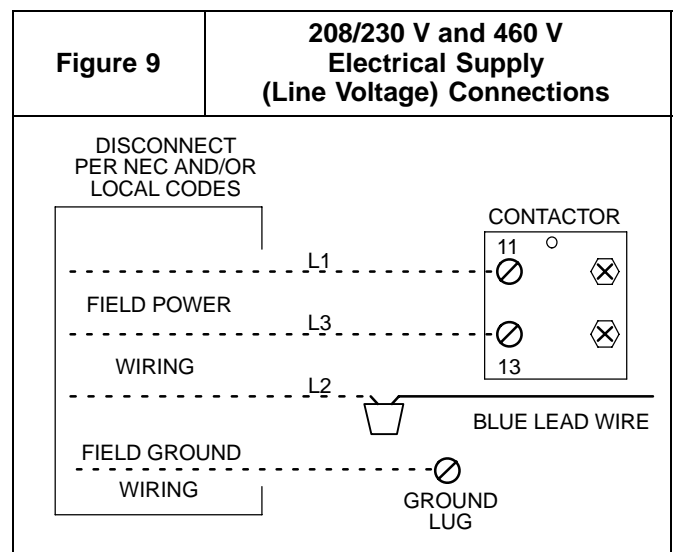 Figure 9
208/230 V and 460 V
Electrical Supply
(Line Voltage) Connections
DISCONNECT
PER NEC AND/OR
LOCAL CODES
CONTACTOR
11
L1
FIELD POWER
L3
13
WIRING
L2
BLUE LEAD WIRE
FIELD GROUND
WIRING
GROUND
LUG